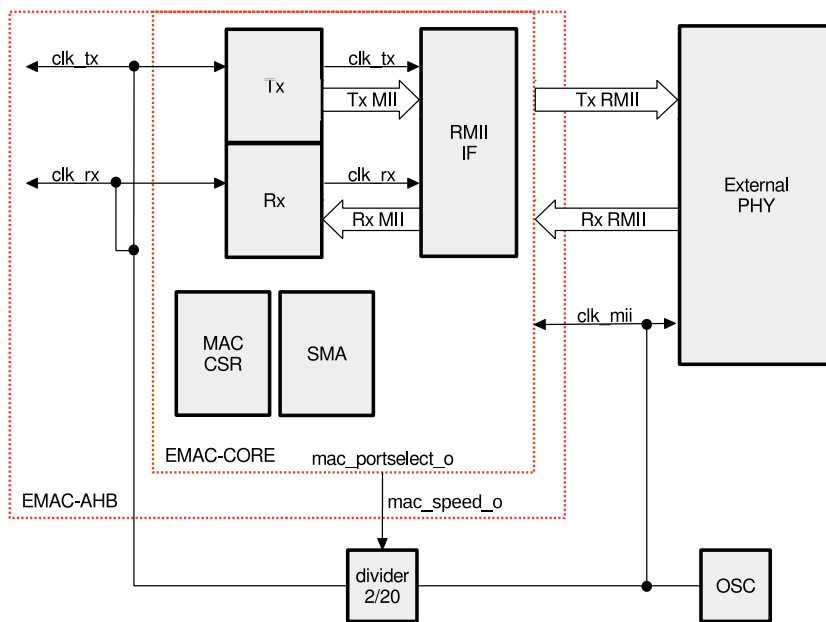 clk_tx
Tx
clk_tx
Tx MII
RMII
IF
Tx RMII
External
PHY
clk_rx
Rx
clk_rx
Rx MII
Rx RMII
clk_mii
MAC
CSR
SMA
EMAC-CORE
mac_portselect_o
EMAC-AHB
mac_speed_o
divider
2/20
OSC